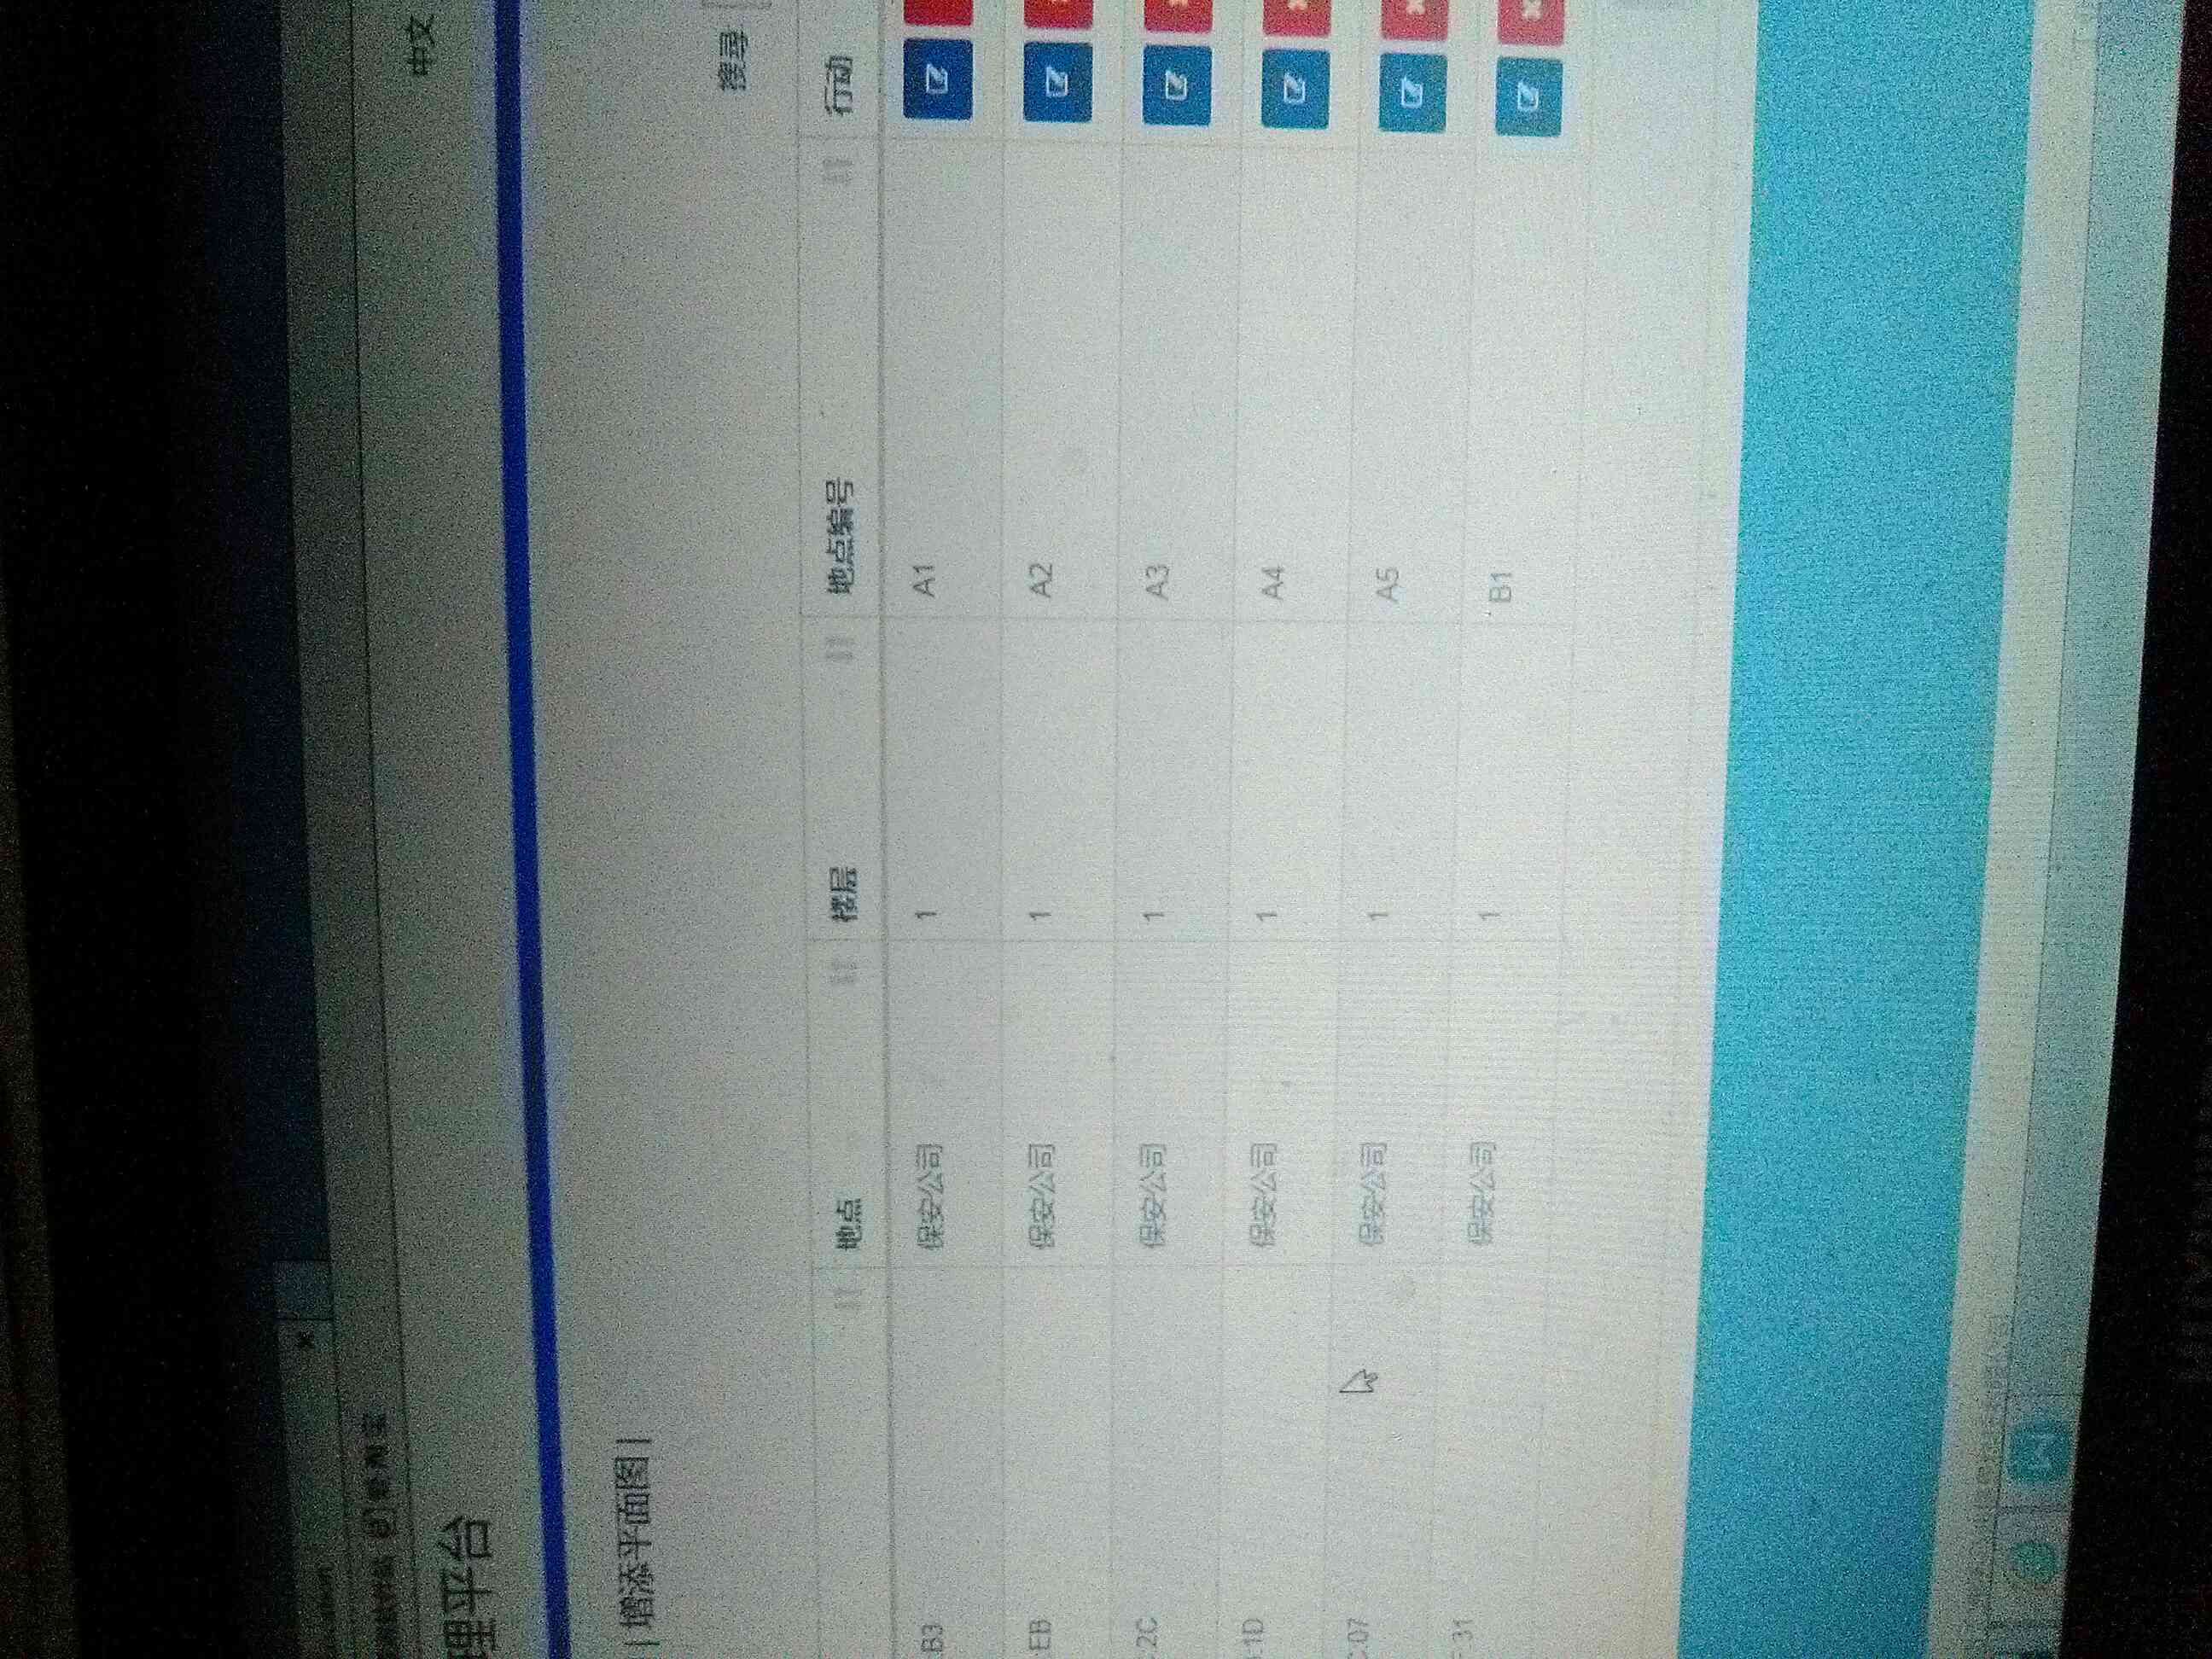 中文
理平台
| 增添平面图 |
搜寻
地点 楼层 地点编号 行动
B3 保安公司 1 A1
EB 保安公司 1 A2
2C 保安公司 1 A3
1D 保安公司 1 A4
C:07 保安公司 1 A5
31 保安公司 1 B1